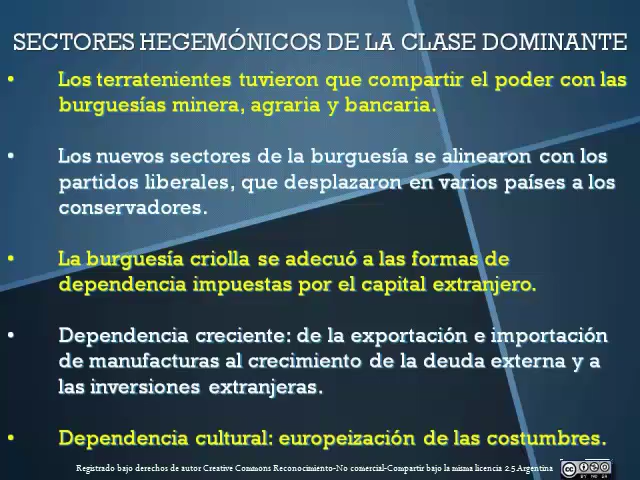 SECTORES HEGEMÓNICOS DE LA CLASE DOMINANTE
• Los terratenientes tuvieron que compartir el poder con las
burguesías minera, agraria y bancaria.
• Los nuevos sectores de la burguesía se alinearon con los
partidos liberales, que desplazaron en varios países a los
conservadores.
• La burguesía criolla se adecuó a las formas de
dependencia impuestas por el capital extranjero.
• Dependencia creciente: de la exportación e importación
de manufacturas al crecimiento de la deuda externa y a
las inversiones extranjeras.
• Dependencia cultural: europeización de las costumbres.
Registrado bajo derechos de autor Creative Commons Reconocimiento-No comercial-Compartir bajo la misma licencia 2.5 Argentina
cc
BY NC SA